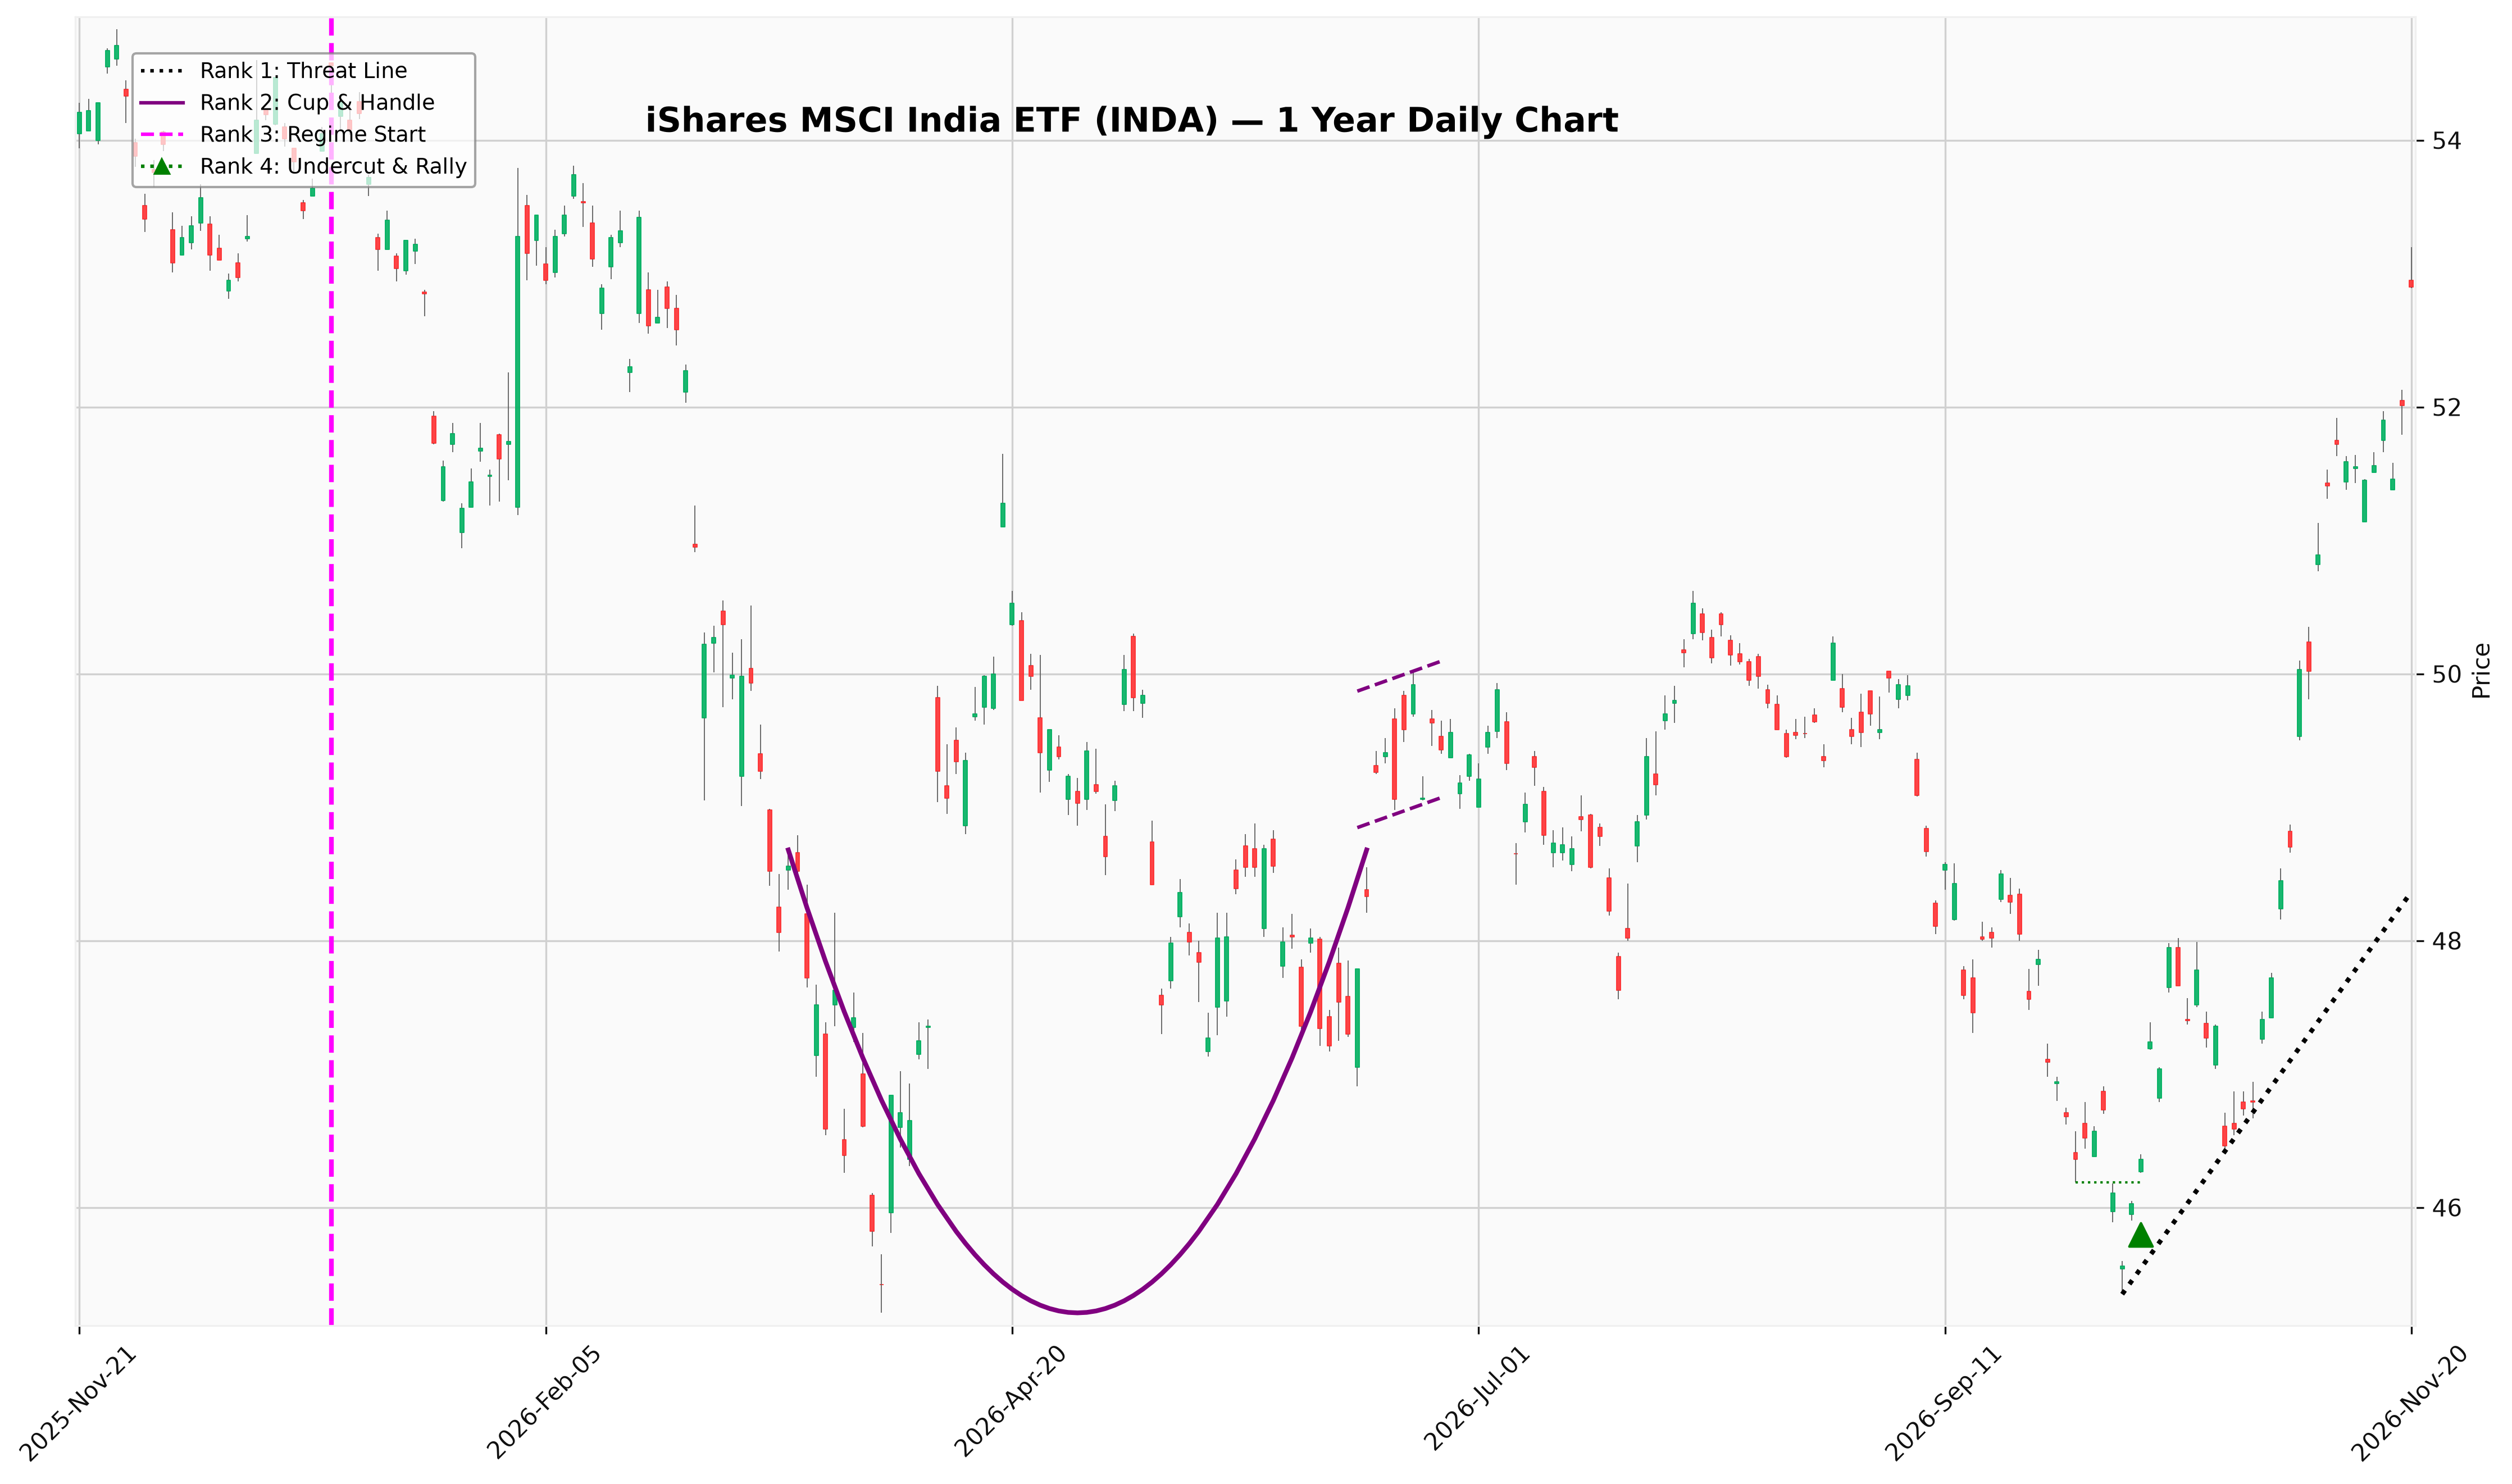 Rank 1: Threat Line
Rank 2: Cup & Handle
Rank 3: Regime Start
Rank 4: Undercut & Rally
iShares MSCI India ETF (INDA) — 1 Year Daily Chart
54
52
50
48
46
Price
2025-Nov-21
2026-Feb-05
2026-Apr-20
2026-Jul-01
2026-Sep-11
2026-Nov-20